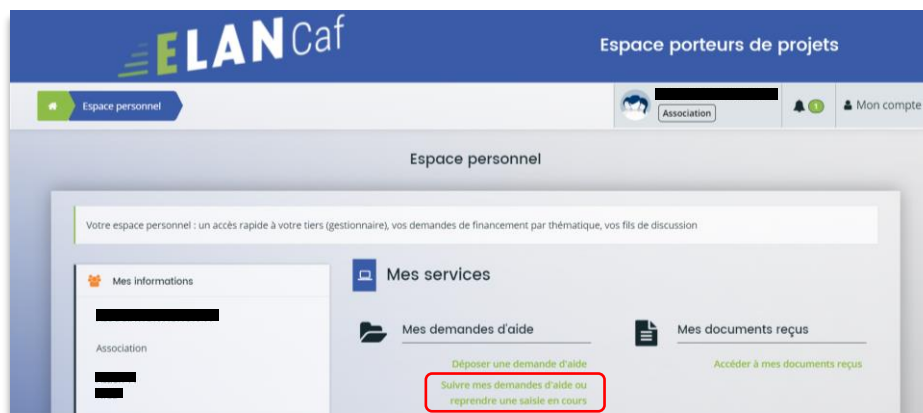 ELANCaf
Espace porteurs de projets
Espace personnel
Association
1
Mon compte
Espace personnel
Votre espace personnel : un accès rapide à votre tiers (gestionnaire), vos demandes de financement par thématique, vos fils de discussion
Mes informations
Association
Mes services
Mes demandes d'aide
Déposer une demande d'aide
Suivre mes demandes d'aide ou
reprendre une saisie en cours
Mes documents reçus
Accéder à mes documents reçus